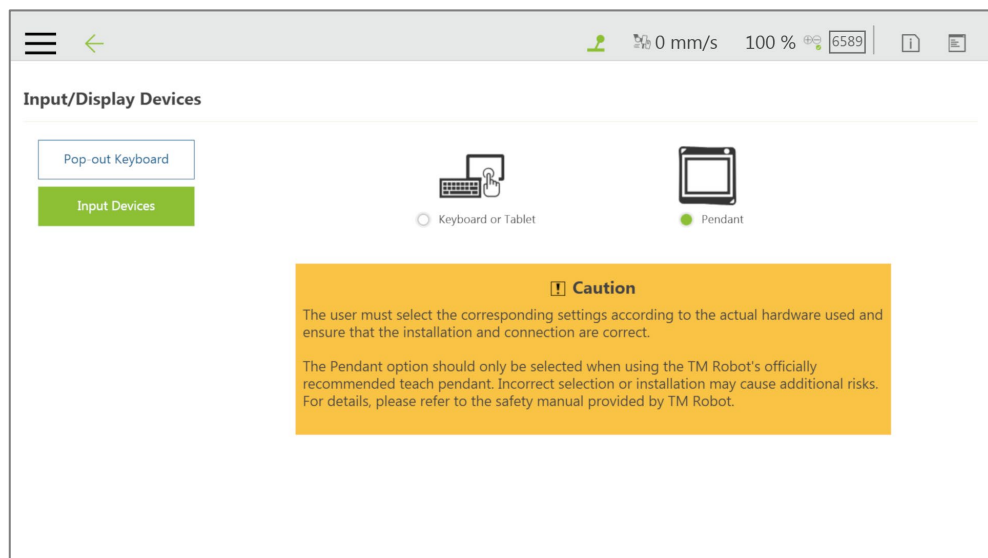 0 mm/s 100 % 6589
Input/Display Devices
Pop-out Keyboard
Input Devices
Keyboard or Tablet
Pendant
Caution
The user must select the corresponding settings according to the actual hardware used and
ensure that the installation and connection are correct.
The Pendant option should only be selected when using the TM Robot's officially
recommended teach pendant. Incorrect selection or installation may cause additional risks.
For details, please refer to the safety manual provided by TM Robot.